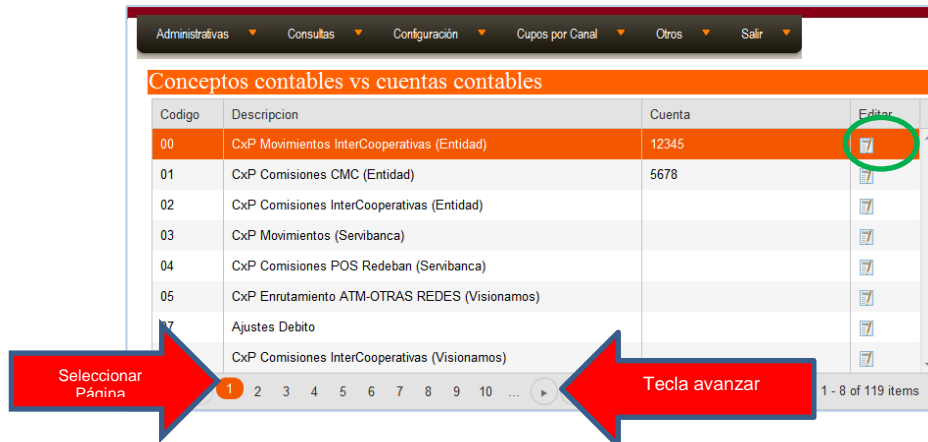 Administrativas Consultas Configuración Cupos por Canal Otros Salir
Conceptos contables vs cuentas contables
Codigo Descripcion Cuenta Editar
00 CxP Movimientos InterCooperativas (Entidad) 12345
01 CxP Comisiones CMC (Entidad) 5678
02 CxP Comisiones InterCooperativas (Entidad)
03 CxP Movimientos (Servibanca)
04 CxP Comisiones POS Redeban (Servibanca)
05 CxP Enrutamiento ATM-OTRAS REDES (Visionamos)
07 Ajustes Debito
CxP Comisiones InterCooperativas (Visionamos)
Seleccionar
Página
1 2 3 4 5 6 7 8 9 10 ...
Tecla avanzar
1 - 8 of 119 items